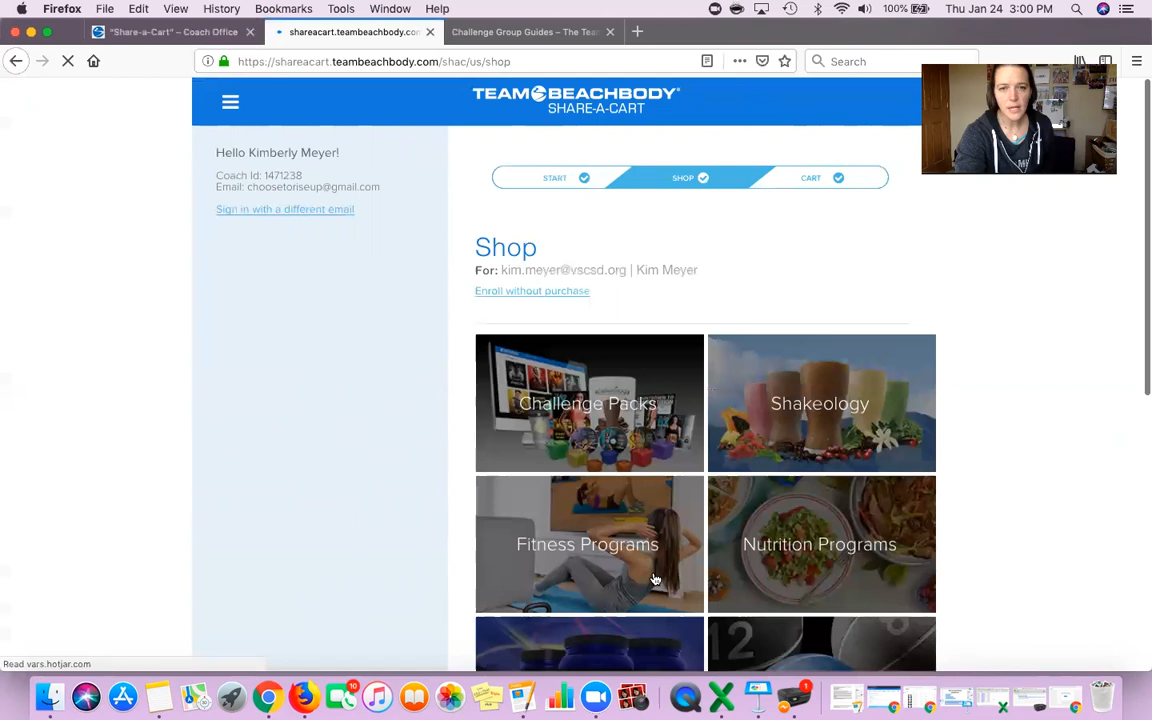 Firefox File Edit View History Bookmarks Tools Window Help 100% Thu Jan 24 3:00 PM
"Share-a-Cart" – Coach Office shareacart.teambeachbody.co Challenge Group Guides – The Tea
https://shareacart.teambeachbody.com/shac/us/shop Search
TEAM BEACHBODY
SHARE-A-CART
Hello Kimberly Meyer!
Coach Id: 1471238
Email: choosetoriseup@gmail.com
Sign in with a different email
START SHOP CART
Shop
For: kim.meyer@vscsd.org | Kim Meyer
Enroll without purchase
Challenge Packs Shakeology
Fitness Programs Nutrition Programs
12
Read vars.hotjar.com
10
1